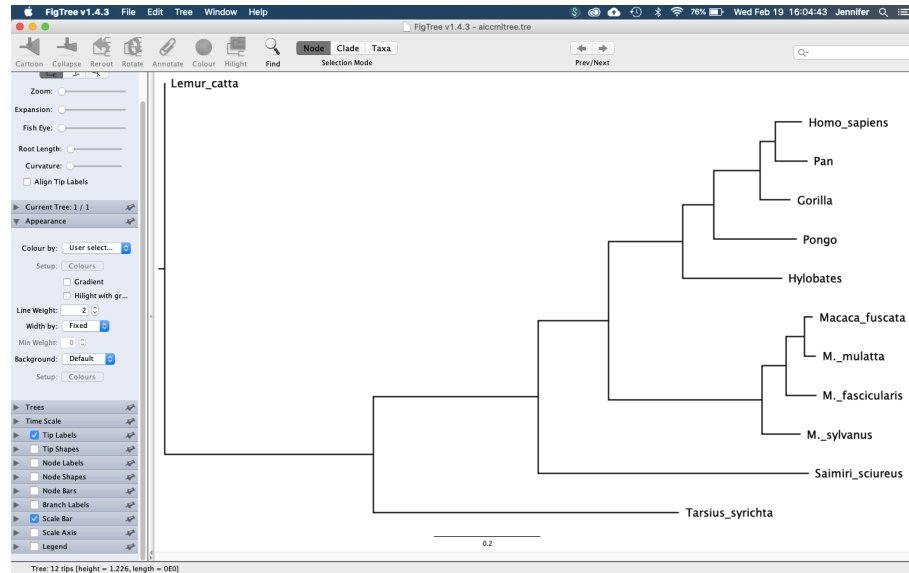 FigTree v1.4.3 File Edit Tree Window Help 76% Wed Feb 19 16:04:43 Jennifer
FigTree v1.4.3 - aiccmltree.tre
Cartoon Collapse Reroot Rotate Annotate Colour Hilight Find
Node Clade Taxa
Selection Mode
Prev/Next
Zoom:
Expansion:
Fish Eye:
Root Length:
Curvature:
Align Tip Labels
Current Tree: 1 / 1
Appearance
Colour by: User select...
Setup: Colours
Gradient
Hilight with gr...
Line Weight: 2
Width by: Fixed
Min Weight: 0
Background: Default
Setup: Colours
Trees
Time Scale
Tip Labels
Tip Shapes
Node Labels
Node Shapes
Node Bars
Branch Labels
Scale Bar
Scale Axis
Legend
Lemur_catta
Homo_sapiens
Pan
Gorilla
Pongo
Hylobates
Macaca_fuscata
M._mulatta
M._fascicularis
M._sylvanus
Saimiri_sciureus
Tarsius_syrichta
0.2
Tree: 12 tips [height = 1.226, length = 0E0]